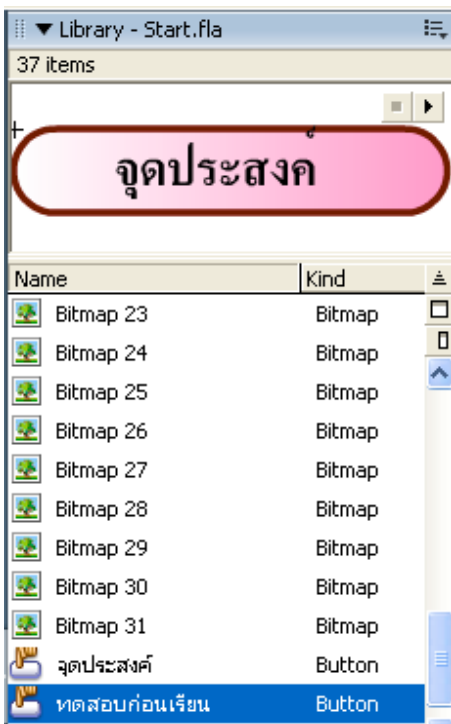 Library - Start.fla
37 items
จุดประสงค์
Name Kind
Bitmap 23 Bitmap
Bitmap 24 Bitmap
Bitmap 25 Bitmap
Bitmap 26 Bitmap
Bitmap 27 Bitmap
Bitmap 28 Bitmap
Bitmap 29 Bitmap
Bitmap 30 Bitmap
Bitmap 31 Bitmap
จุดประสงค์ Button
ทดสอบก่อนเรียน Button